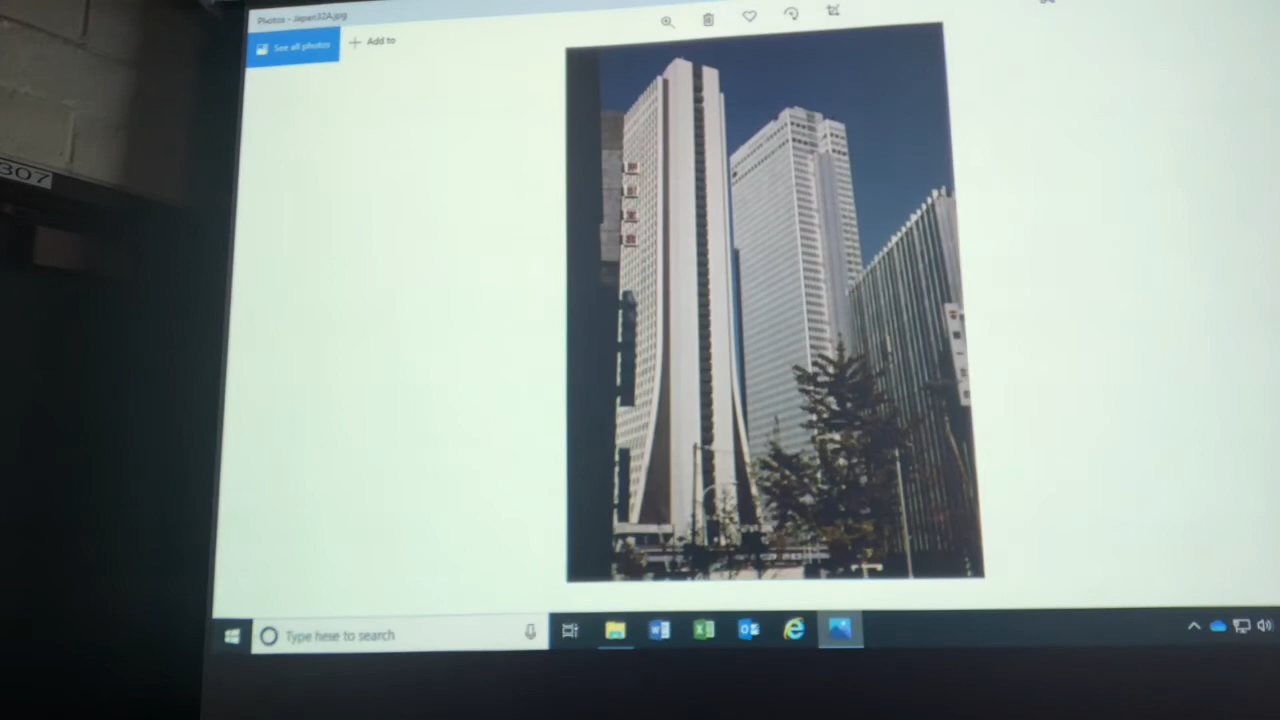 Photos - Japan32A.jpg
See all photos
Add to
307
Type here to search